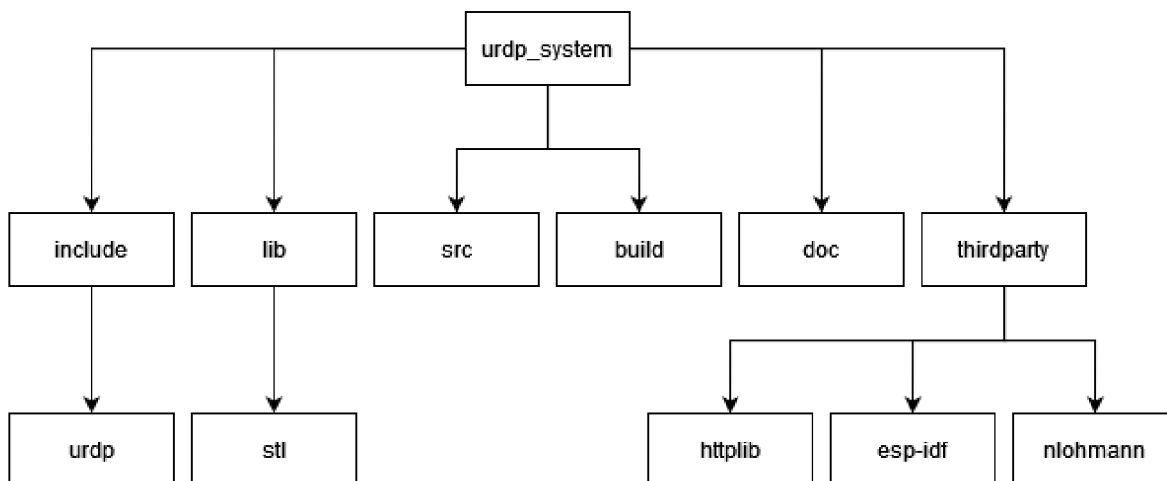 urdp_system
include
lib
src
build
doc
thirdparty
urdp
stl
httplib
esp-idf
nlohmann